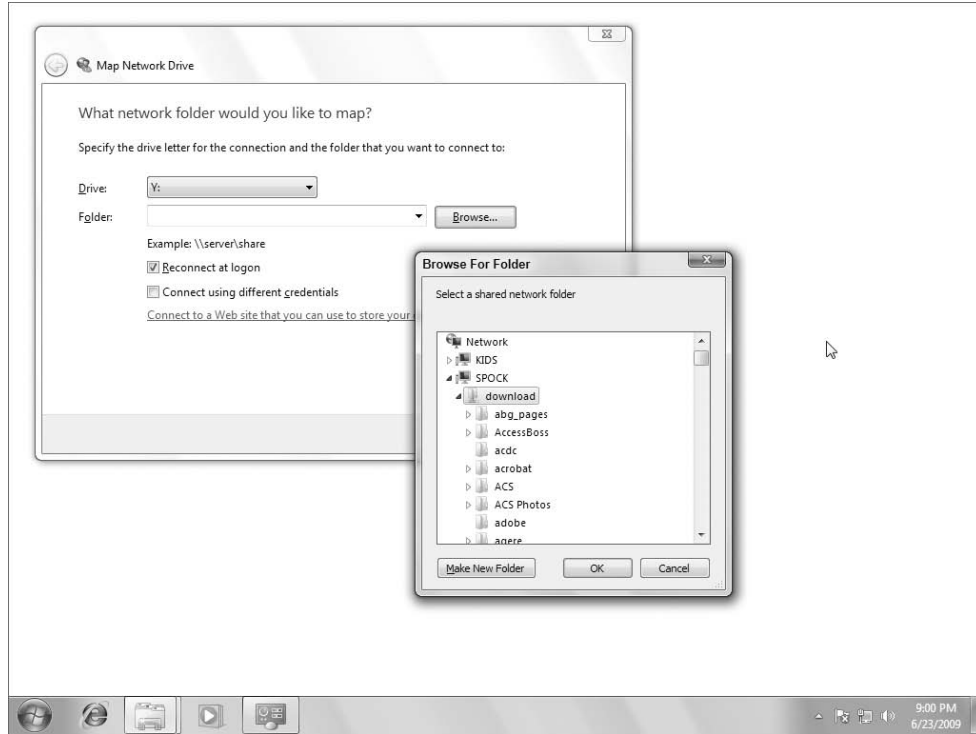 Map Network Drive
What network folder would you like to map?
Specify the drive letter for the connection and the folder that you want to connect to:
Drive:
Y:
Folder:
Browse...
Example: \\server\share
Reconnect at logon
Connect using different credentials
Connect to a Web site that you can use to store your
Browse For Folder
Select a shared network folder
Network
KIDS
SPOCK
download
abg_pages
AccessBoss
acdc
acrobat
ACS
ACS Photos
adobe
agere
Make New Folder
OK
Cancel
9:00 PM
6/23/2009